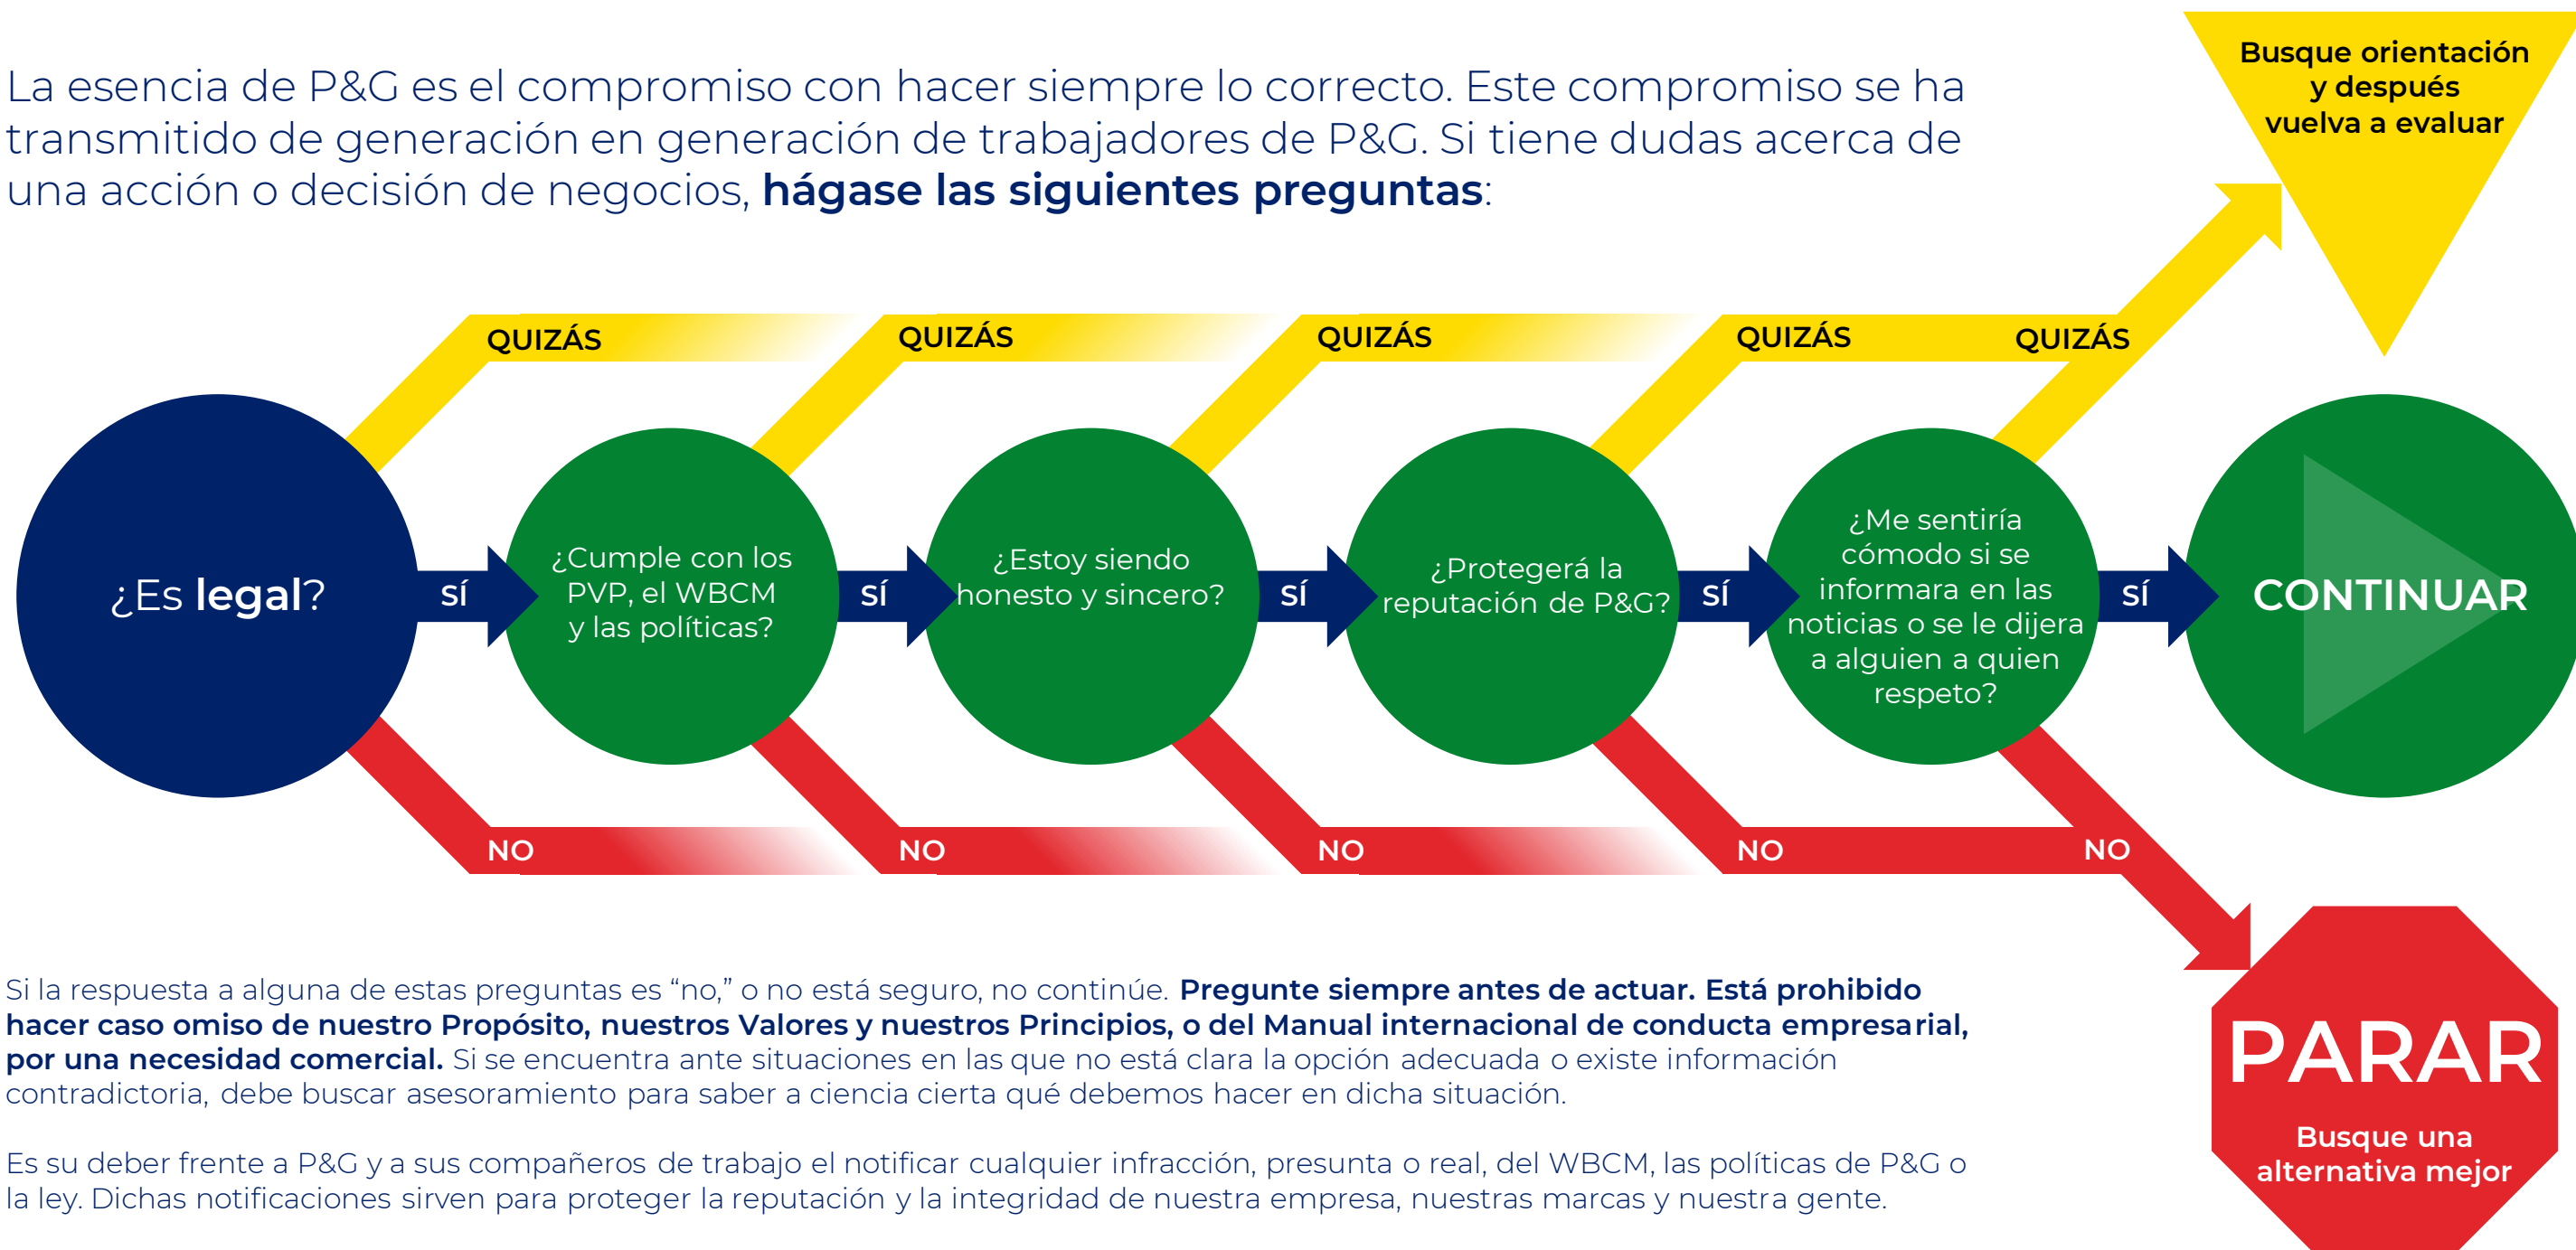 La esencia de P&G es el compromiso con hacer siempre lo correcto. Este compromiso se ha
transmitido de generación en generación de trabajadores de P&G. Si tiene dudas acerca de
una acción o decisión de negocios, hágase las siguientes preguntas:
Busque orientación
y después
vuelva a evaluar
QUIZÁS
QUIZÁS
QUIZÁS
QUIZÁS
QUIZÁS
¿Es legal?
SÍ
¿Cumple con los
PVP, el WBCM
y las políticas?
SÍ
¿Estoy siendo
honesto y sincero?
SÍ
¿Protegerá la
reputación de P&G?
SÍ
¿Me sentiría
cómodo si se
informara en las
noticias o se le dijera
a alguien a quien
respeto?
SÍ
CONTINUAR
NO
NO
NO
NO
NO
Si la respuesta a alguna de estas preguntas es “no,” o no está seguro, no continúe. Pregunte siempre antes de actuar. Está prohibido
hacer caso omiso de nuestro Propósito, nuestros Valores y nuestros Principios, o del Manual internacional de conducta empresarial,
por una necesidad comercial. Si se encuentra ante situaciones en las que no está clara la opción adecuada o existe información
contradictoria, debe buscar asesoramiento para saber a ciencia cierta qué debemos hacer en dicha situación.
Es su deber frente a P&G y a sus compañeros de trabajo el notificar cualquier infracción, presunta o real, del WBCM, las políticas de P&G o
la ley. Dichas notificaciones sirven para proteger la reputación y la integridad de nuestra empresa, nuestras marcas y nuestra gente.
PARAR
Busque una
alternativa mejor